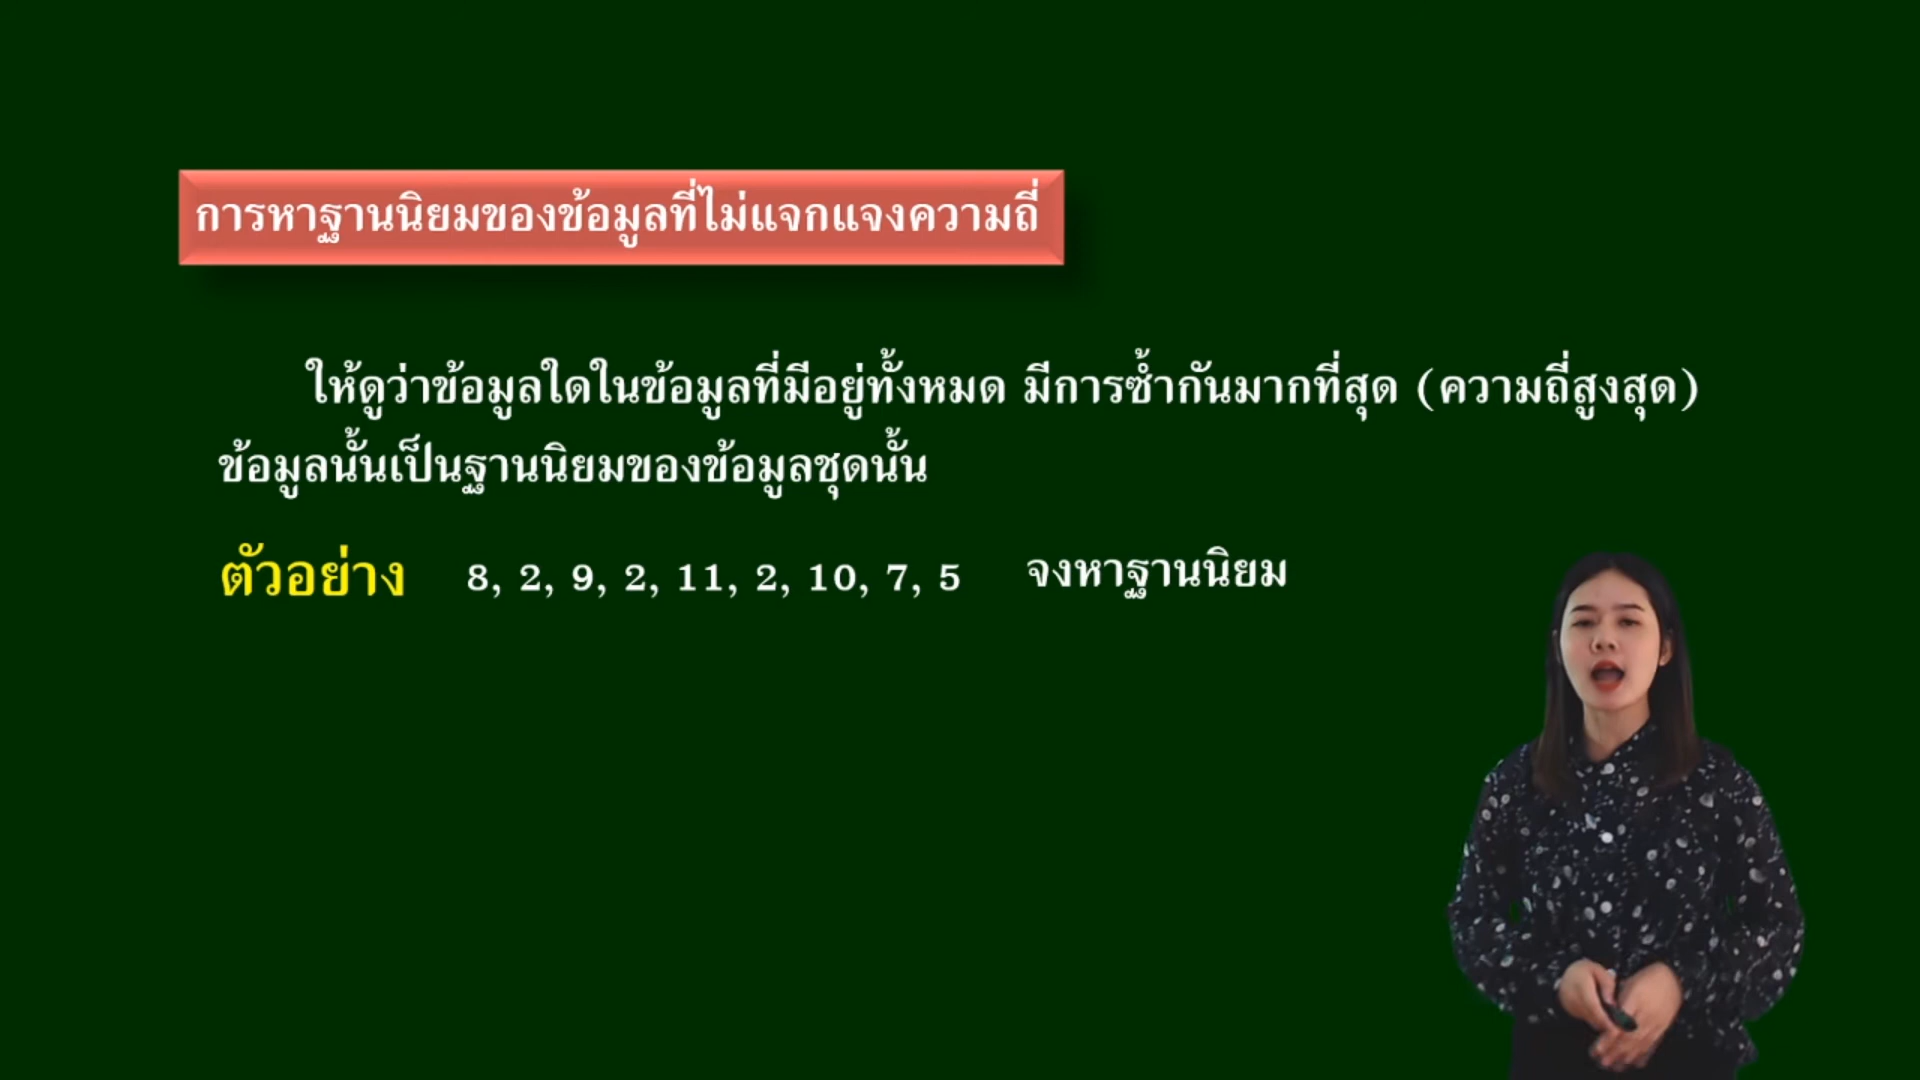 การหาฐานนิยมของข้อมูลที่ไม่แจกแจงความถี่
ให้ดูว่าข้อมูลใดในข้อมูลที่มีอยู่ทั้งหมด มีการซ้ำกันมากที่สุด (ความถี่สูงสุด)
ข้อมูลนั้นเป็นฐานนิยมของข้อมูลชุดนั้น
ตัวอย่าง 8, 2, 9, 2, 11, 2, 10, 7, 5 จงหาฐานนิยม